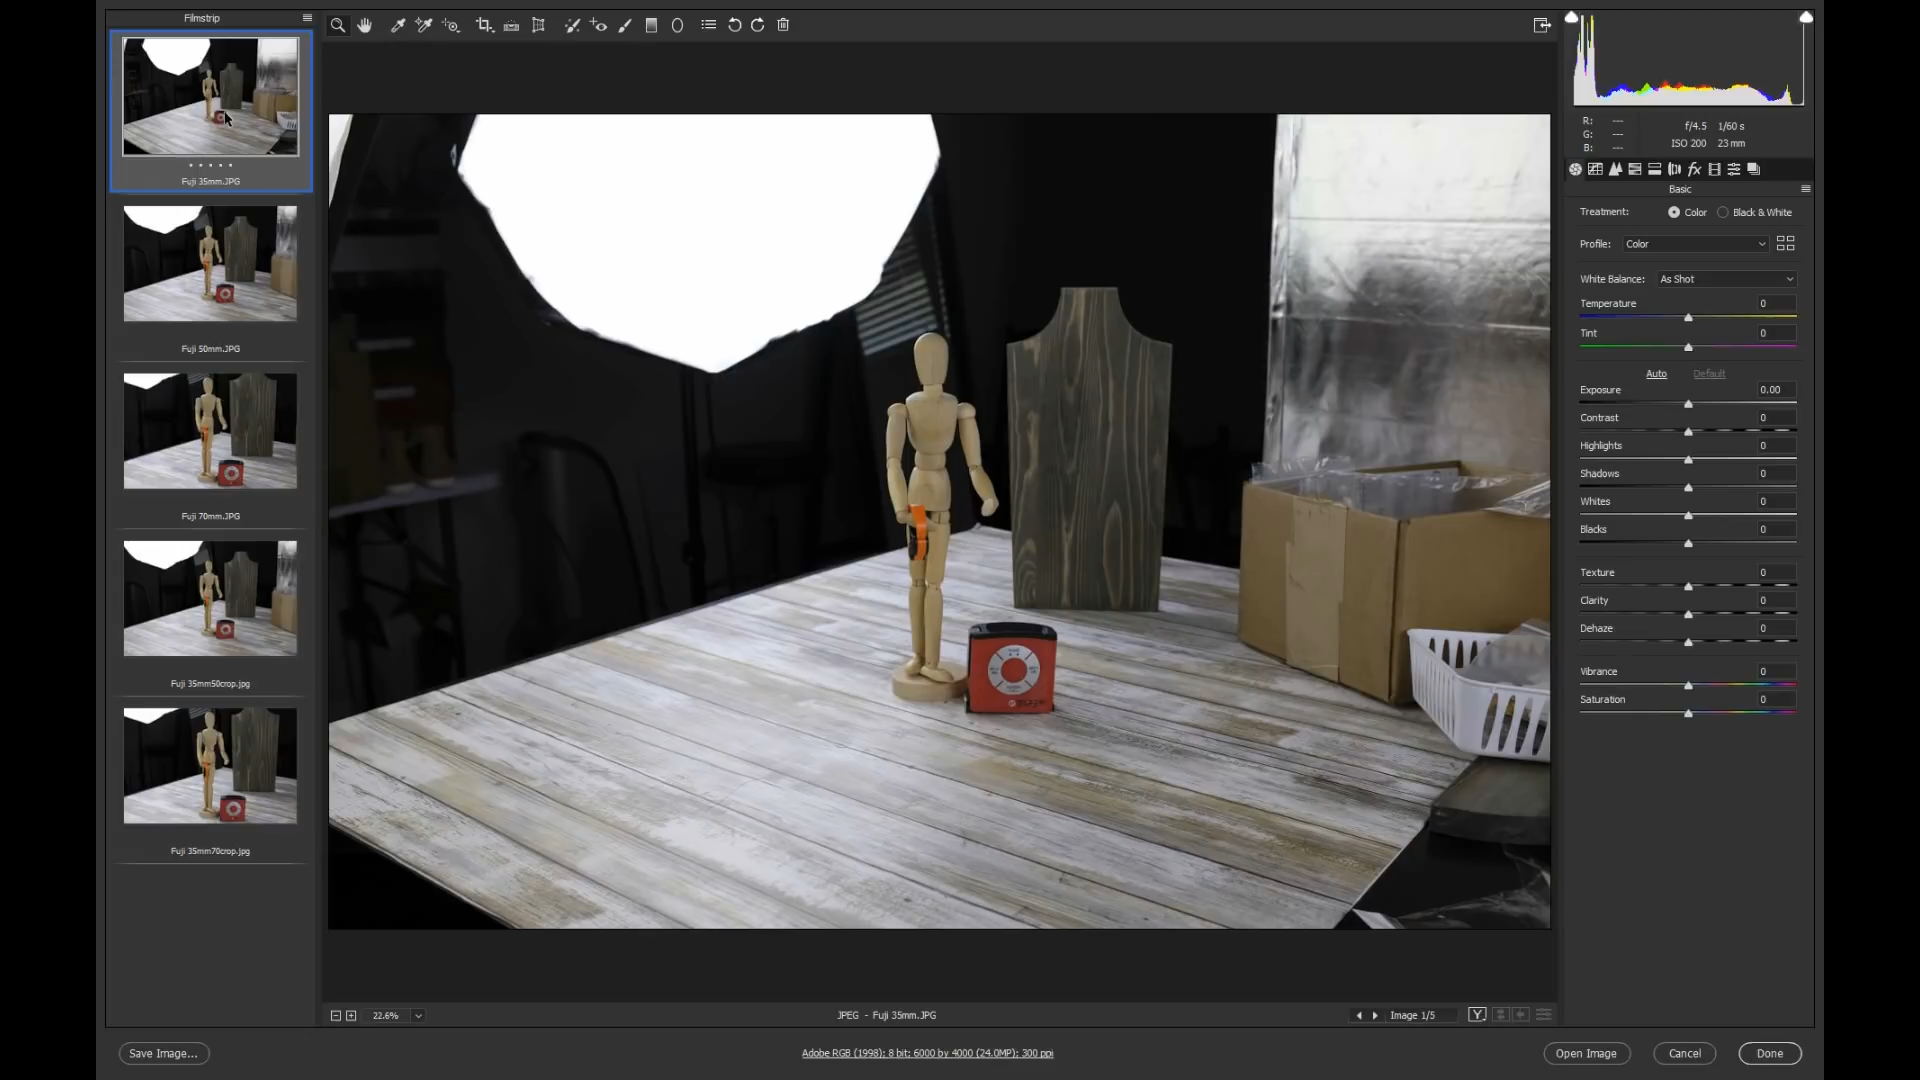 Filmstrip
Fuji 35mm.JPG
Fuji 50mm.JPG
Fuji 70mm.JPG
Fuji 35mm50crop.jpg
Fuji 35mm70crop.jpg
22.6%
JPEG - Fuji 35mm.JPG
Image 1/5
Y
Save Image...
Adobe RGB (1998); 8 bit; 6000 by 4000 (24.0MP); 300 ppi
Open Image
Cancel
Done
R: ---
G: ---
B: ---
f/4.5 1/60 s
ISO 200 23 mm
fx
Basic
Treatment: Color Black & White
Profile: Color
White Balance: As Shot
Temperature 0
Tint 0
Auto Default
Exposure 0.00
Contrast 0
Highlights 0
Shadows 0
Whites 0
Blacks 0
Texture 0
Clarity 0
Dehaze 0
Vibrance 0
Saturation 0